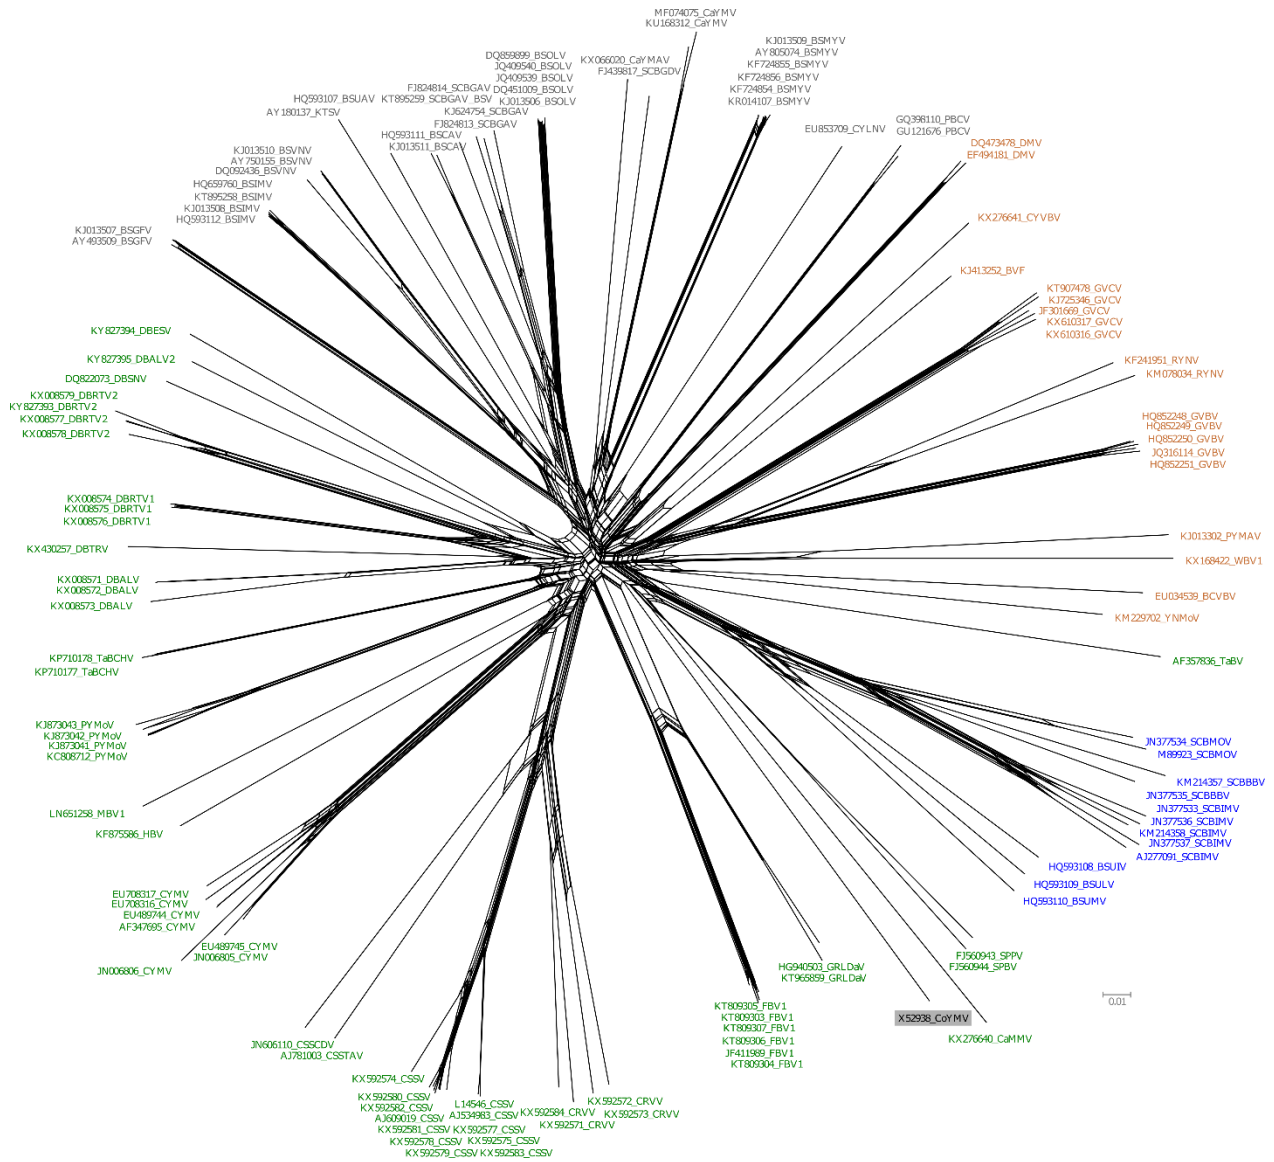 MF074075_CaYMV
KU168312_CaYMV
KJ013509_BSMYV
AY805074_BSMYV
KF724855_BSMYV
KF724856_BSMYV
KF724854_BSMYV
KR014107_BSMYV
KX066020_CaYMAV
FJ439817_SCBGDV
DQ859899_BSOLV
JQ409540_BSOLV
JQ409539_BSOLV
DQ451009_BSOLV
KJ013506_BSOLV
FJ824814_SCBGAV
KT895259_SCBGAV_BSV
KJ624754_SCBGAV
FJ824813_SCBGAV
HQ593107_BSUAV
AY180137_KTSV
HQ593111_BSCAV
KJ013511_BSCAV
KJ013510_BSVNV
AY750155_BSVNV
DQ092436_BSVNV
HQ659760_BSIMV
KT895258_BSIMV
KJ013508_BSIMV
HQ593112_BSIMV
KJ013507_BSGFV
AY493509_BSGFV
EU853709_CYLNV
GQ398110_PBCV
GU121676_PBCV
DQ473478_DMV
EF494181_DMV
KX276641_CYVBV
KJ413252_BVF
KT907478_GVCV
KJ725346_GVCV
JF301669_GVCV
KX610317_GVCV
KX610316_GVCV
KF241951_RYNV
KM078034_RYNV
HQ852248_GVBV
HQ852249_GVBV
HQ852250_GVBV
JQ316114_GVBV
HQ852251_GVBV
KJ013302_PYMAV
KX168422_WBV1
EU034539_BCVBV
KM229702_YNMoV
AF357836_TaBV
JN377534_SCBMOV
M89923_SCBMOV
KM214357_SCBBBV
JN377535_SCBBBV
JN377533_SCBIMV
JN377536_SCBIMV
KM214358_SCBIMV
JN377537_SCBIMV
AJ277091_SCBIMV
HQ593108_BSUIV
HQ593109_BSULV
HQ593110_BSUMV
FJ560943_SPPV
FJ560944_SPBV
0.01
X52938_CoYMV
KX276640_CaMMV
HG940503_GRLDaV
KT965859_GRLDaV
KT809305_FBV1
KT809303_FBV1
KT809307_FBV1
KT809306_FBV1
JF411989_FBV1
KT809304_FBV1
KX592572_CRVV
KX592573_CRVV
KX592584_CRVV
KX592571_CRVV
L14546_CSSV
AJ534983_CSSV
KX592577_CSSV
KX592575_CSSV
KX592583_CSSV
KX592574_CSSV
KX592580_CSSV
KX592582_CSSV
AJ609019_CSSV
KX592581_CSSV
KX592578_CSSV
KX592579_CSSV
JN606110_CSSCDV
AJ781003_CSSTAV
EU708317_CYMV
EU708316_CYMV
EU489744_CYMV
AF347695_CYMV
EU489745_CYMV
JN006805_CYMV
JN006806_CYMV
KF875586_HBV
LN651258_MBV1
KJ873043_PYMoV
KJ873042_PYMoV
KJ873041_PYMoV
KC808712_PYMoV
KP710178_TaBCHV
KP710177_TaBCHV
KX008571_DBALV
KX008572_DBALV
KX008573_DBALV
KX430257_DBTRV
KX008574_DBRTV1
KX008575_DBRTV1
KX008576_DBRTV1
KX008579_DBRTV2
KY827393_DBRTV2
KX008577_DBRTV2
KX008578_DBRTV2
DQ822073_DBSNV
KY827395_DBALV2
KY827394_DBESV